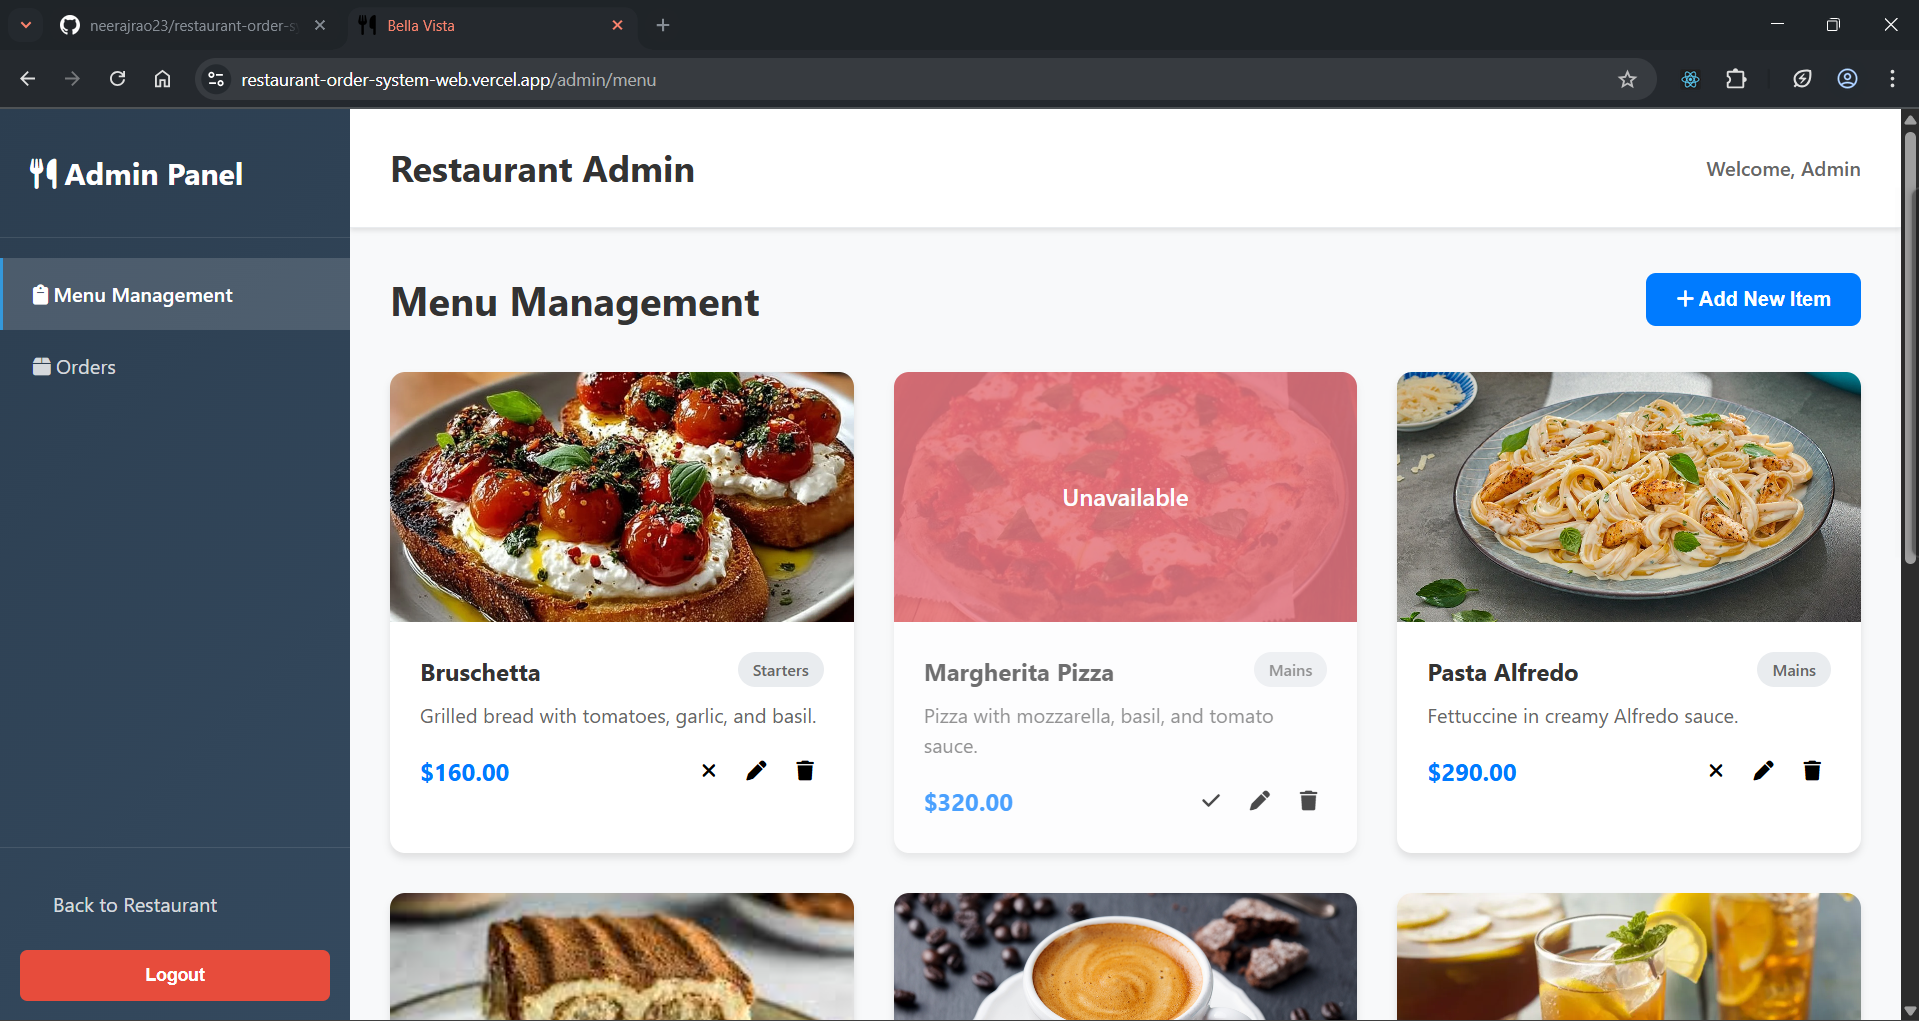 neerajrao23/restaurant-order-s
Bella Vista
restaurant-order-system-web.vercel.app/admin/menu
Admin Panel
Menu Management
Orders
Back to Restaurant
Logout
Restaurant Admin
Welcome, Admin
Menu Management
Add New Item
Bruschetta
Starters
Grilled bread with tomatoes, garlic, and basil.
$160.00
Unavailable
Margherita Pizza
Mains
Pizza with mozzarella, basil, and tomato
sauce.
$320.00
Pasta Alfredo
Mains
Fettuccine in creamy Alfredo sauce.
$290.00